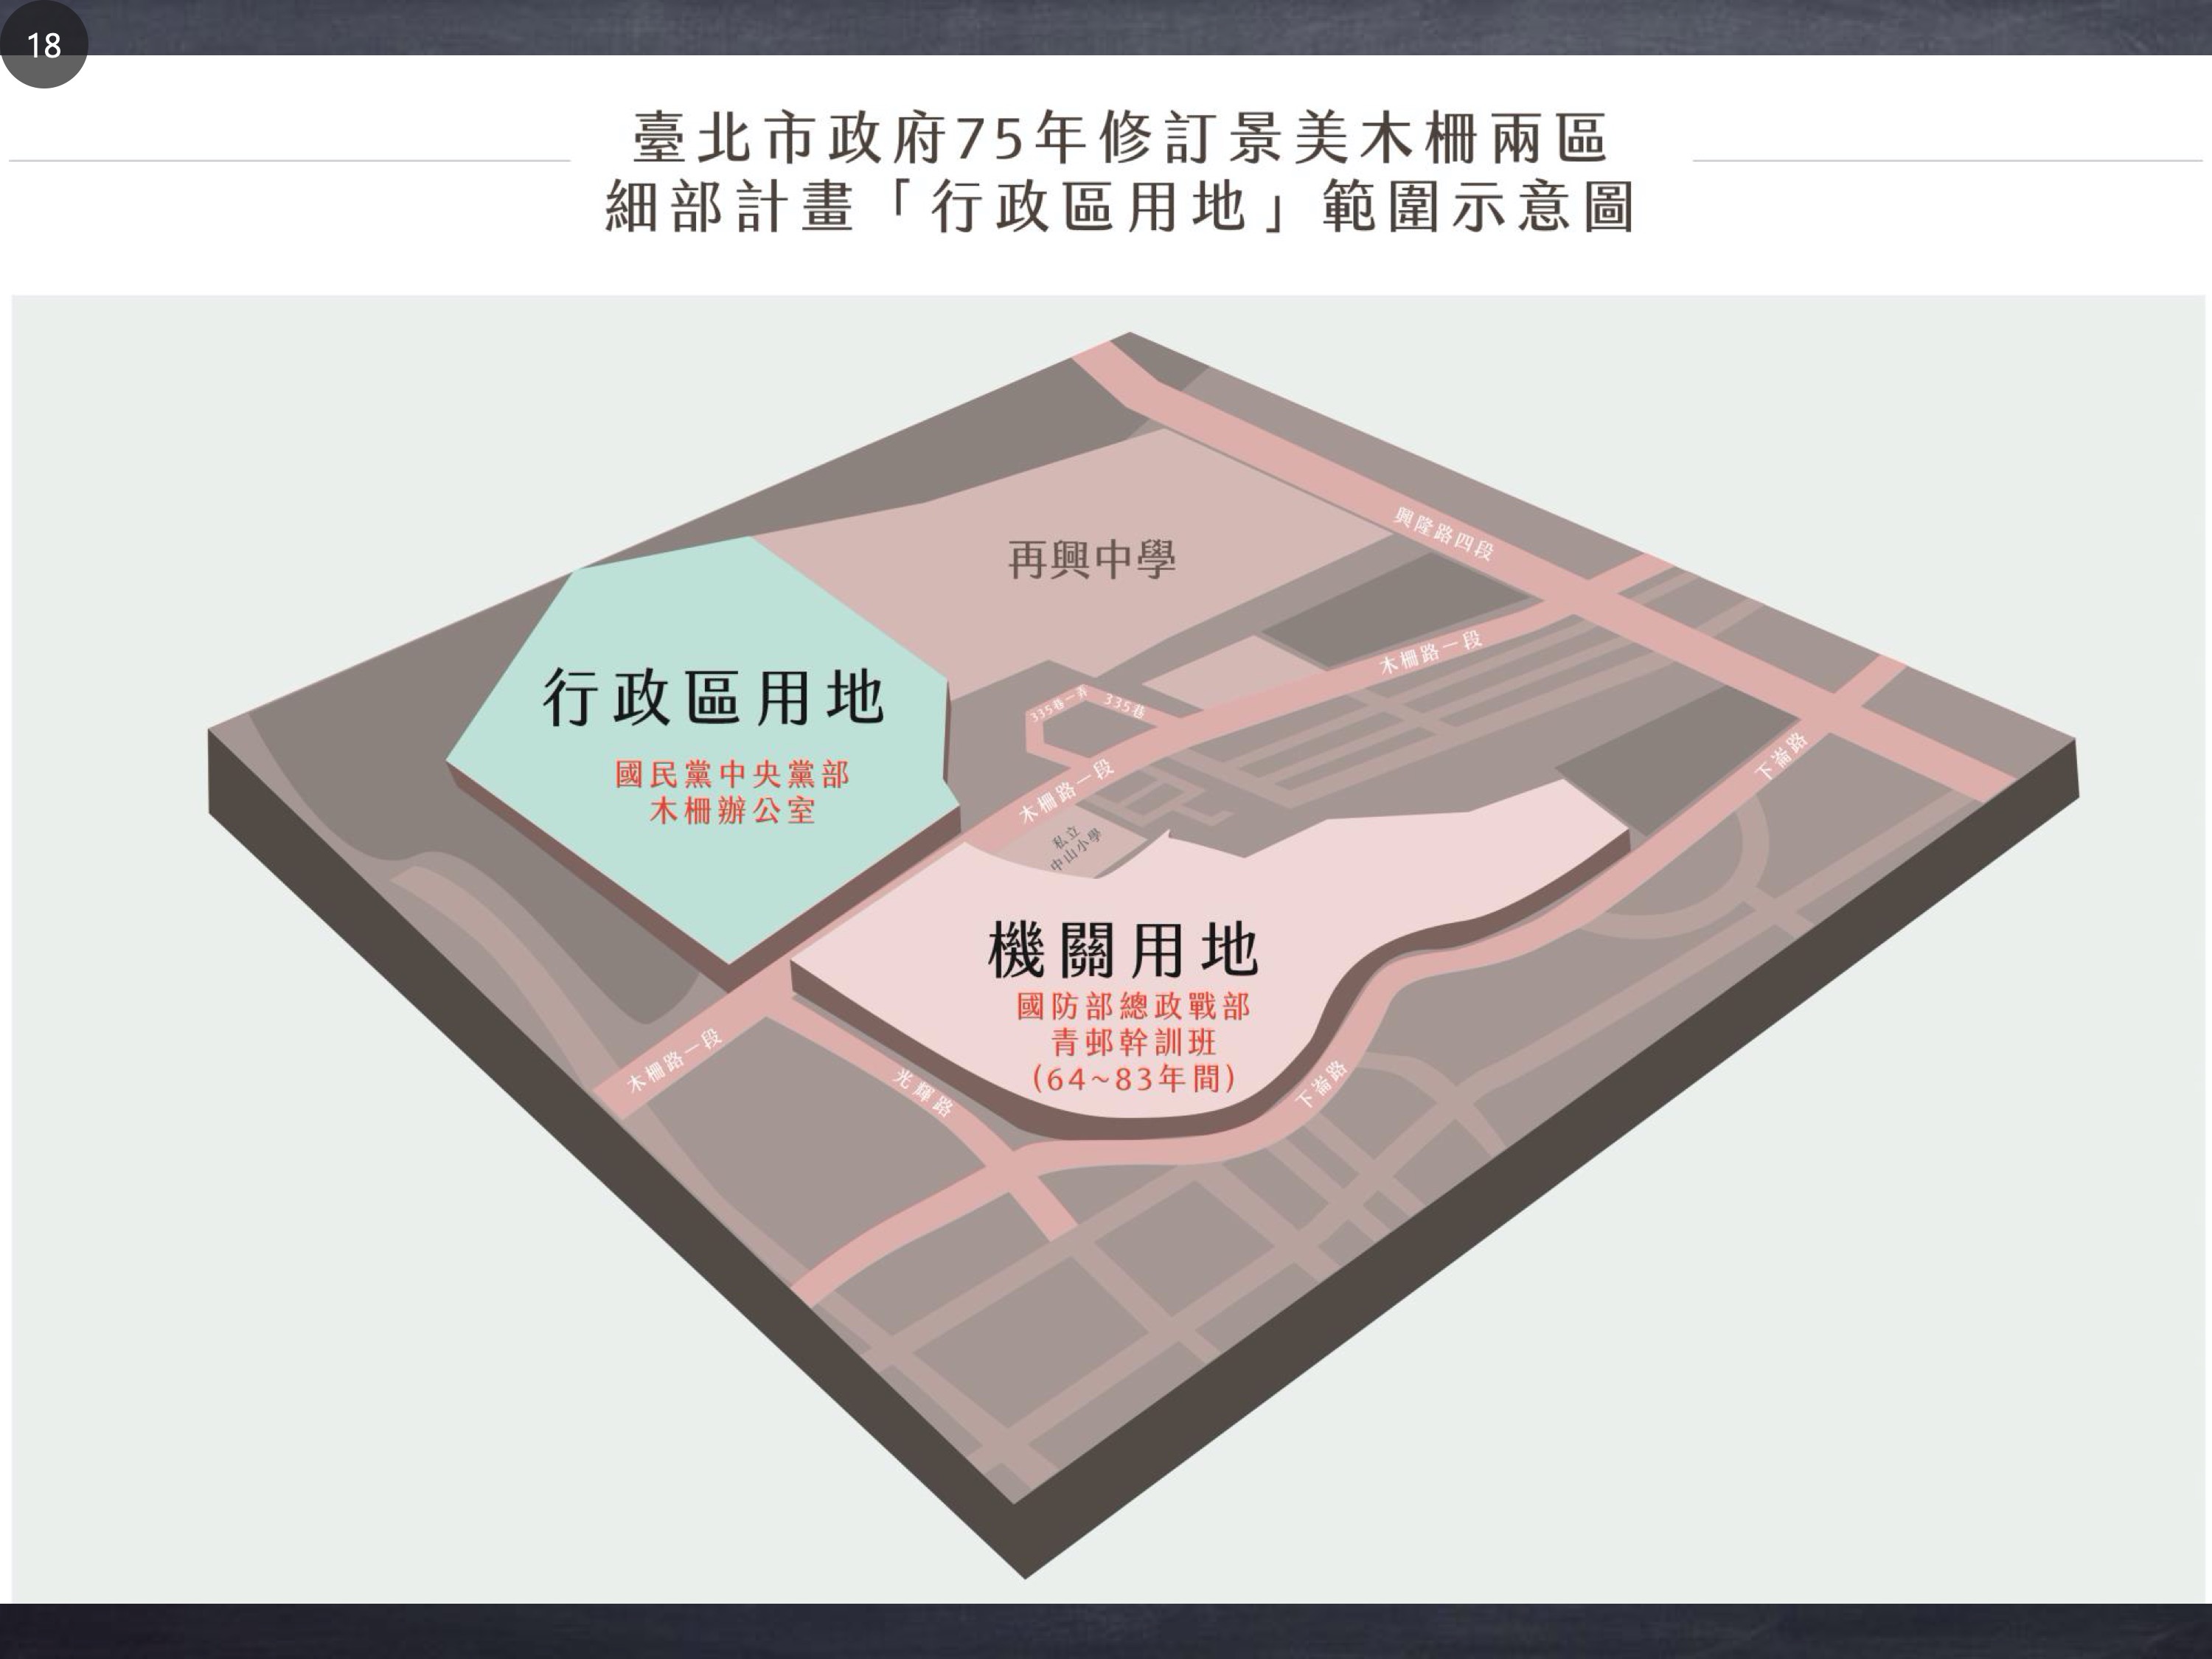 18
臺北市政府75年修訂景美木柵兩區
細部計畫「行政區用地」範圍示意圖
興隆路四段
再興中學
木柵路一段
行政區用地
335巷一弄
335巷
下崙路
國民黨中央黨部
木柵辦公室
木柵路一段
私立
中山小學
機關用地
國防部總政戰部
青邨幹訓班
(64~83年間)
木柵路一段
光輝路
下崙路